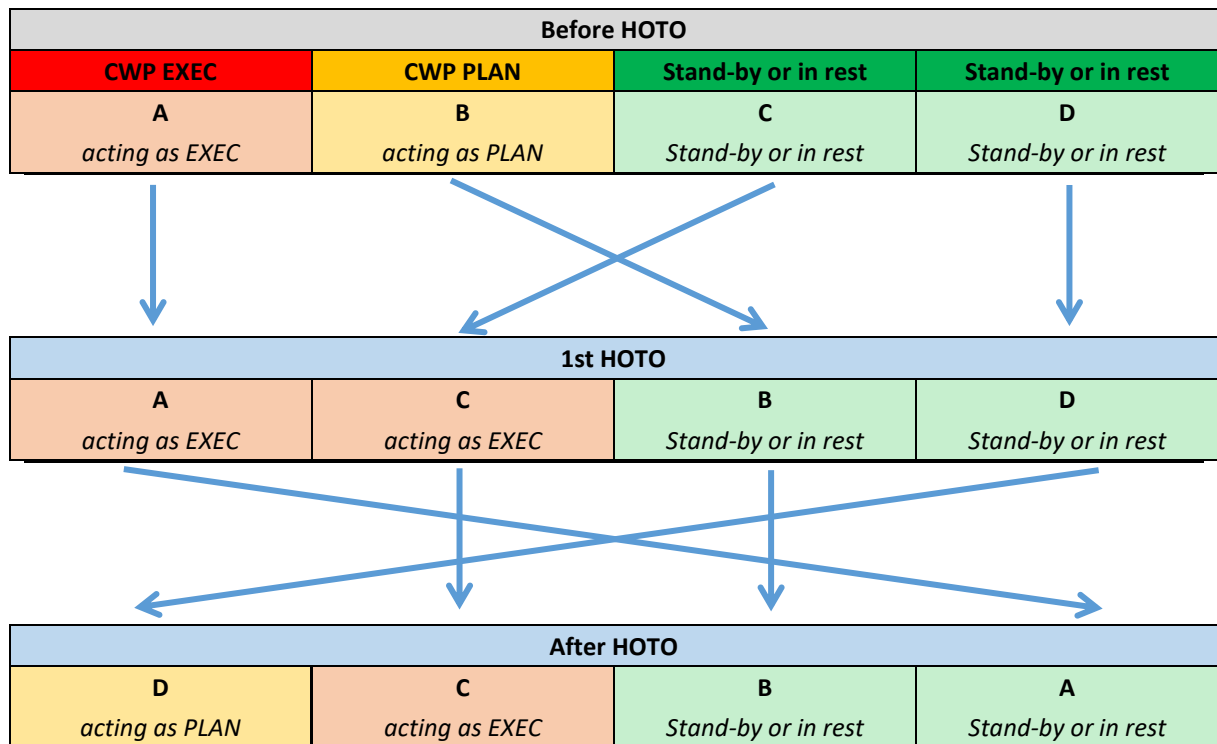 Before HOTO
CWP EXEC CWP PLAN Stand-by or in rest Stand-by or in rest
A B C D
acting as EXEC acting as PLAN Stand-by or in rest Stand-by or in rest
1st HOTO
A C B D
acting as EXEC acting as EXEC Stand-by or in rest Stand-by or in rest
After HOTO
D C B A
acting as PLAN acting as EXEC Stand-by or in rest Stand-by or in rest